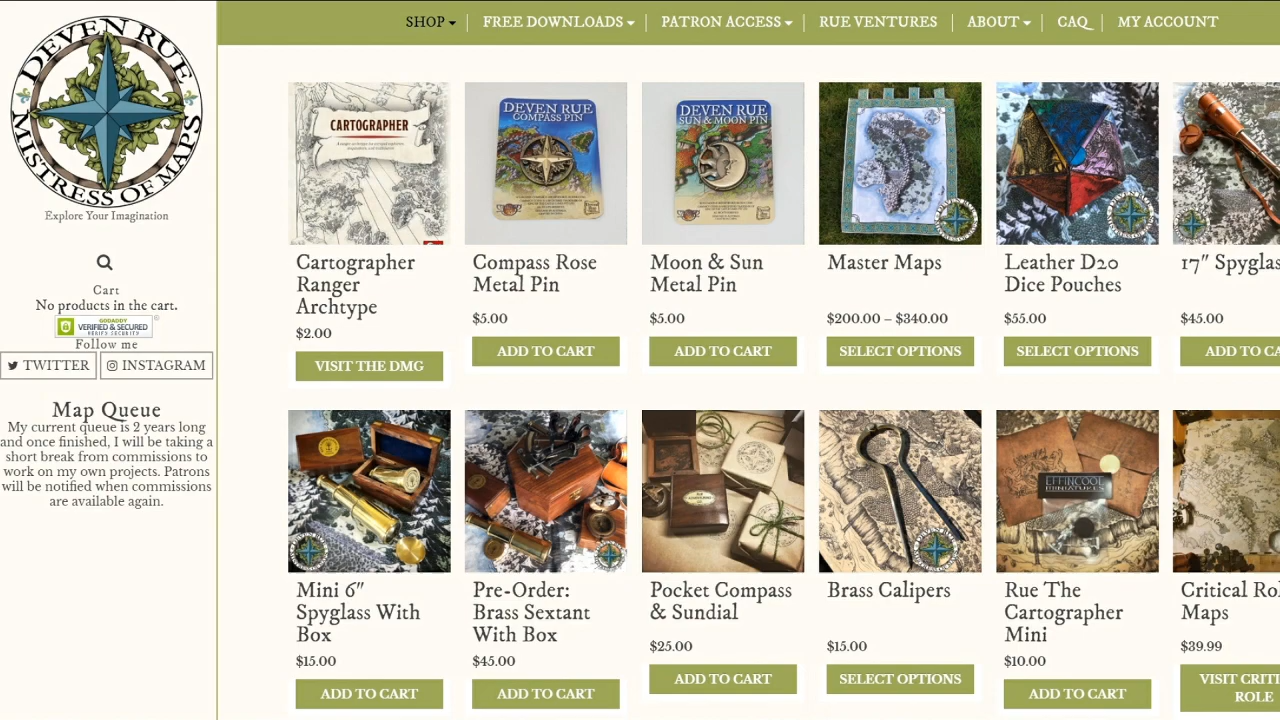 DEVEN RUE
MISTRESS OF MAPS
Explore Your Imagination
Cart
No products in the cart.
GODADDY
VERIFIED & SECURED
VERIFY SECURITY
Follow me
TWITTER
INSTAGRAM
Map Queue
My current queue is 2 years long
and once finished, I will be taking a
short break from commissions to
work on my own projects. Patrons
will be notified when commissions
are available again.
SHOP
FREE DOWNLOADS
PATRON ACCESS
RUE VENTURES
ABOUT
CAQ
MY ACCOUNT
CARTOGRAPHER
DEVEN RUE
COMPASS PIN
DEVEN RUE
SUN & MOON PIN
Cartographer
Ranger
Archtype
$2.00
VISIT THE DMG
Compass Rose
Metal Pin
$5.00
ADD TO CART
Moon & Sun
Metal Pin
$5.00
ADD TO CART
Master Maps
$200.00 – $340.00
SELECT OPTIONS
Leather D20
Dice Pouches
$55.00
SELECT OPTIONS
17" Spyglas
$45.00
ADD TO CA
EFFINCOOL
MINIATURES
Mini 6"
Spyglass With
Box
$15.00
ADD TO CART
Pre-Order:
Brass Sextant
With Box
$45.00
ADD TO CART
Pocket Compass
& Sundial
$25.00
ADD TO CART
Brass Calipers
$15.00
SELECT OPTIONS
Rue The
Cartographer
Mini
$10.00
ADD TO CART
Critical Rol
Maps
$39.99
VISIT CRITI
ROLE